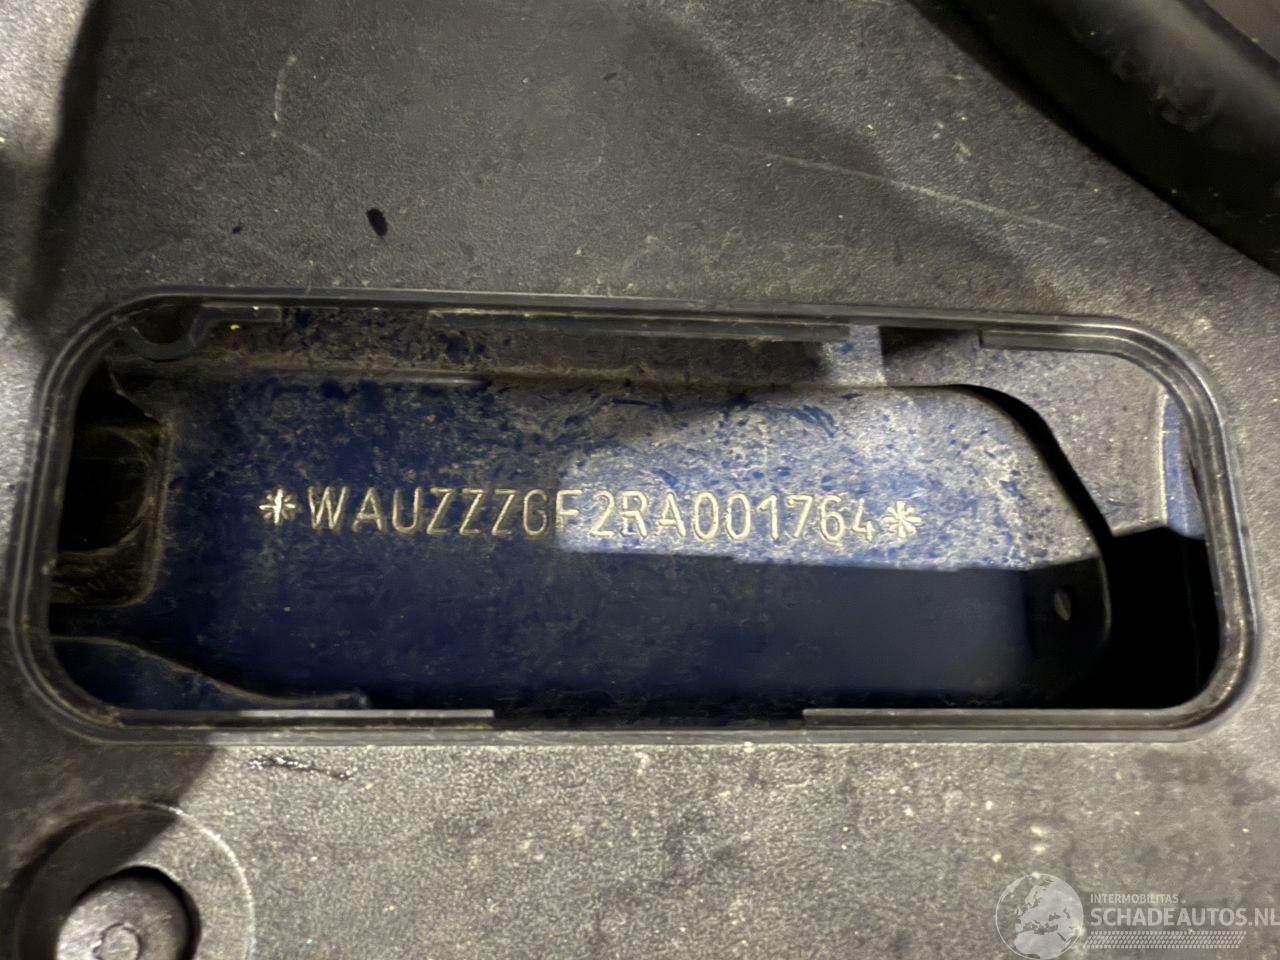 *WAUZZZGF2RA001764*
INTERMOBILITAS
SCHADEAUTOS.NL